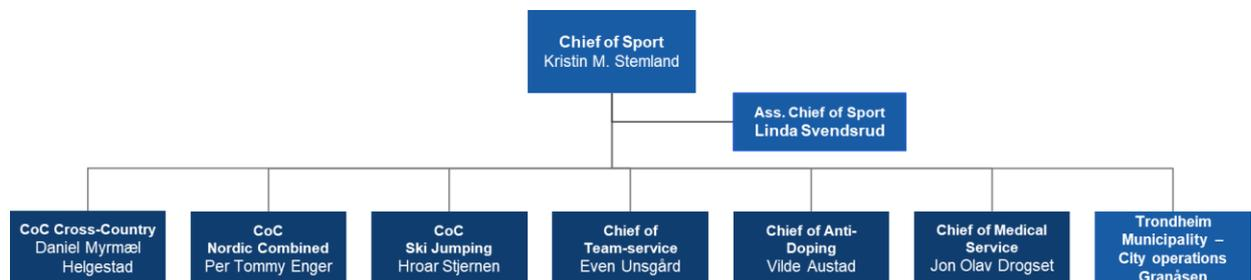 Chief of Sport
Kristin M. Stemland
Ass. Chief of Sport
Linda Svendsrud
CoC Cross-Country
Daniel Myrmæl
Helgestad
CoC
Nordic Combined
Per Tommy Enger
CoC
Ski Jumping
Hroar Stjernen
Chief of
Team-service
Even Unsgård
Chief of Anti-
Doping
Vilde Austad
Chief of Medical
Service
Jon Olav Drogset
Trondheim
Municipality –
City operations
Granåsen